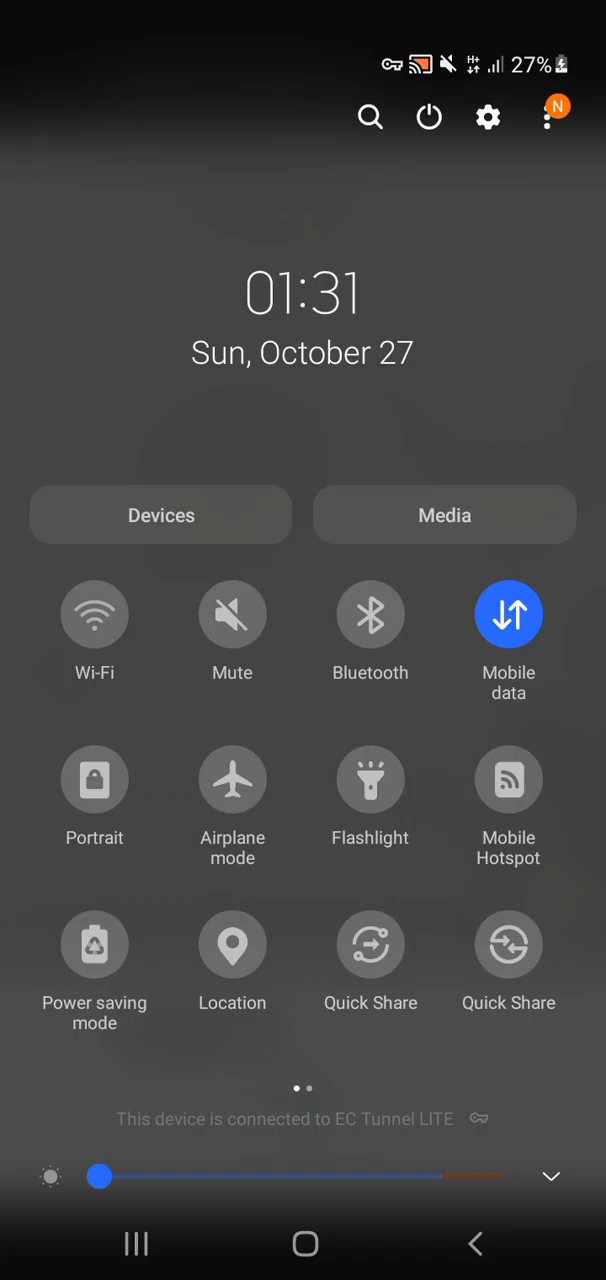 H+
27%
N
01:31
Sun, October 27
Devices
Media
Wi-Fi
Mute
Bluetooth
Mobile
data
Portrait
Airplane
mode
Flashlight
Mobile
Hotspot
Power saving
mode
Location
Quick Share
Quick Share
This device is connected to EC Tunnel LITE